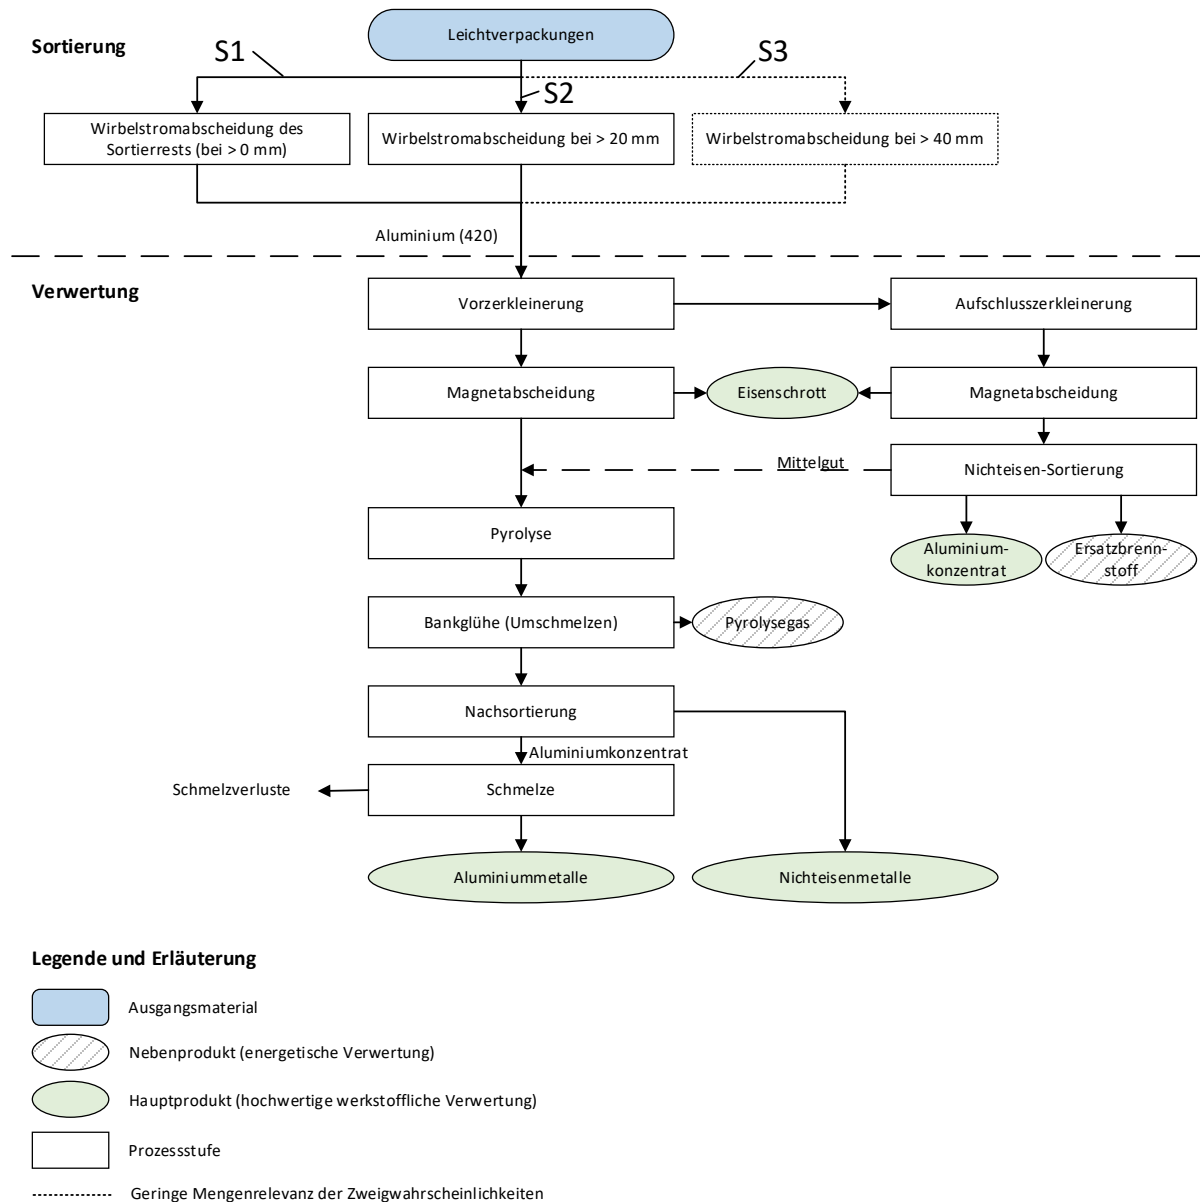 Leichtverpackungen
Sortierung
S1
S3
S2
Wirbelstromabscheidung des
Sortierrests (bei > 0 mm)
Wirbelstromabscheidung bei > 20 mm
Wirbelstromabscheidung bei > 40 mm
Aluminium (420)
Verwertung
Vorzerkleinerung
Aufschlusszerkleinerung
Magnetabscheidung
Eisenschrott
Magnetabscheidung
Mittelgut
Nichteisen-Sortierung
Pyrolyse
Aluminium-
konzentrat
Ersatzbrenn-
stoff
Bankglühe (Umschmelzen)
Pyrolysegas
Nachsortierung
Aluminiumkonzentrat
Schmelzverluste
Schmelze
Aluminiummetalle
Nichteisenmetalle
Legende und Erläuterung
Ausgangsmaterial
Nebenprodukt (energetische Verwertung)
Hauptprodukt (hochwertige werkstoffliche Verwertung)
Prozessstufe
Geringe Mengenrelevanz der Zweigwahrscheinlichkeiten